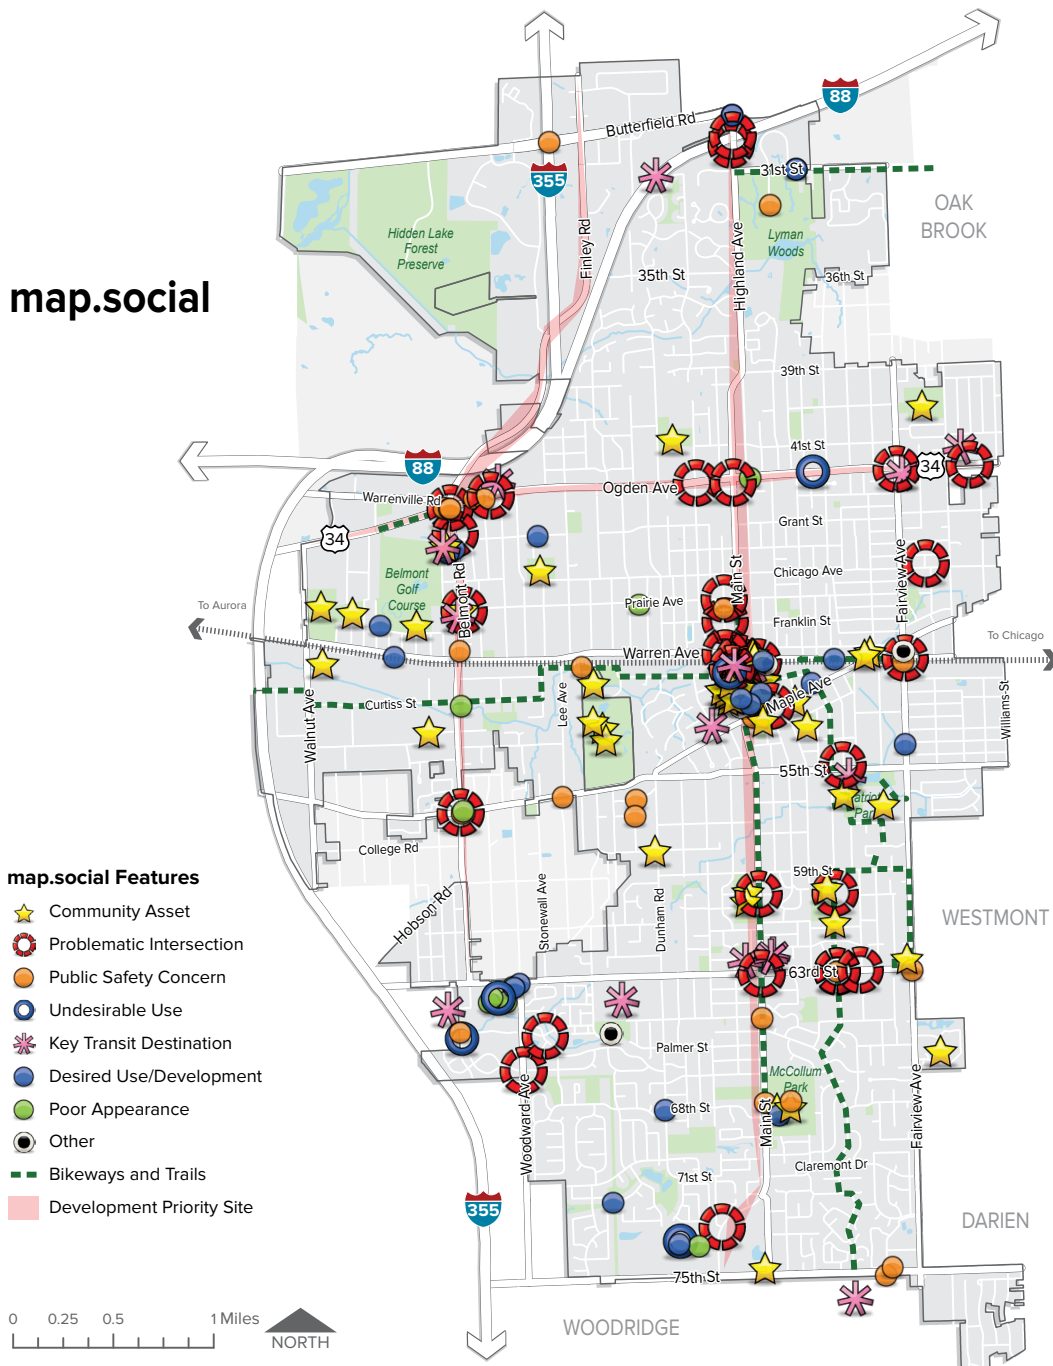 88
Butterfield Rd
355
31st St
OAK
BROOK
Hidden Lake
Forest
Preserve
Finley Rd
Highland Ave
Lyman
Woods
35th St
36th St
map.social
39th St
41st St
88
34
Warrenville Rd
Ogden Ave
Grant St
34
Main St
Fairview Ave
Belmont
Golf
Course
Belmont Rd
Chicago Ave
Prairie Ave
To Aurora
Franklin St
To Chicago
Warren Ave
Walnut Ave
Curtiss St
Lee Ave
Maple Ave
Williams St
55th St
Patriot
Park
College Rd
59th St
map.social Features
Community Asset
Problematic Intersection
Public Safety Concern
Undesirable Use
Key Transit Destination
Desired Use/Development
Poor Appearance
Other
Bikeways and Trails
Development Priority Site
Hobson Rd
Stonewall Ave
Dunham Rd
WESTMONT
63rd St
Palmer St
McCollum
Park
Woodward Ave
68th St
Main St
Fairview Ave
Claremont Dr
71st St
355
DARIEN
75th St
WOODRIDGE
0 0.25 0.5 1 Miles
NORTH